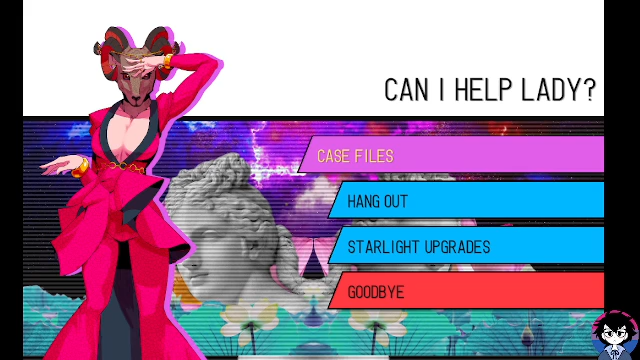 CAN I HELP LADY?
CASE FILES
HANG OUT
STARLIGHT UPGRADES
GOODBYE